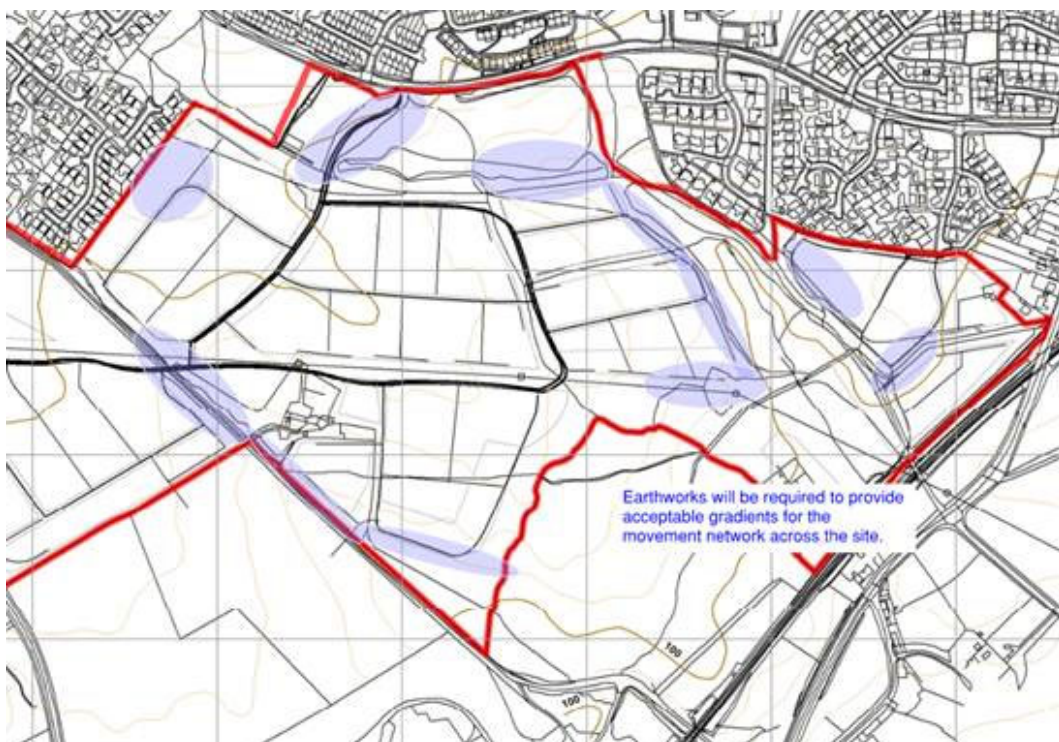 Earthworks will be required to provide
acceptable gradients for the
movement network across the site.
100
100